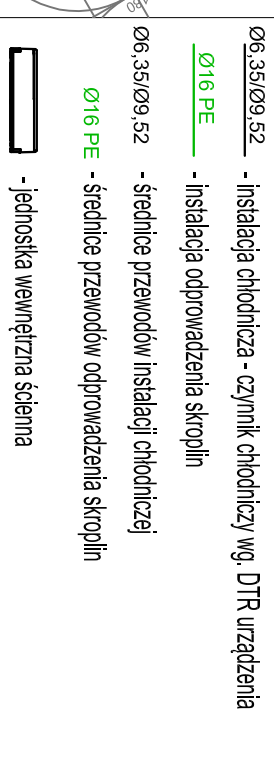 Ø6,35/Ø9,52 - instalacja chłodnicza - czynnik chłodniczy wg. DTR urządzenia
Ø16 PE - instalacja odprowadzenia skroplin
Ø6,35/Ø9,52 - średnice przewodów instalacji chłodniczej
Ø16 PE - średnice przewodów odprowadzenia skroplin
- jednostka wewnętrzna ścienna